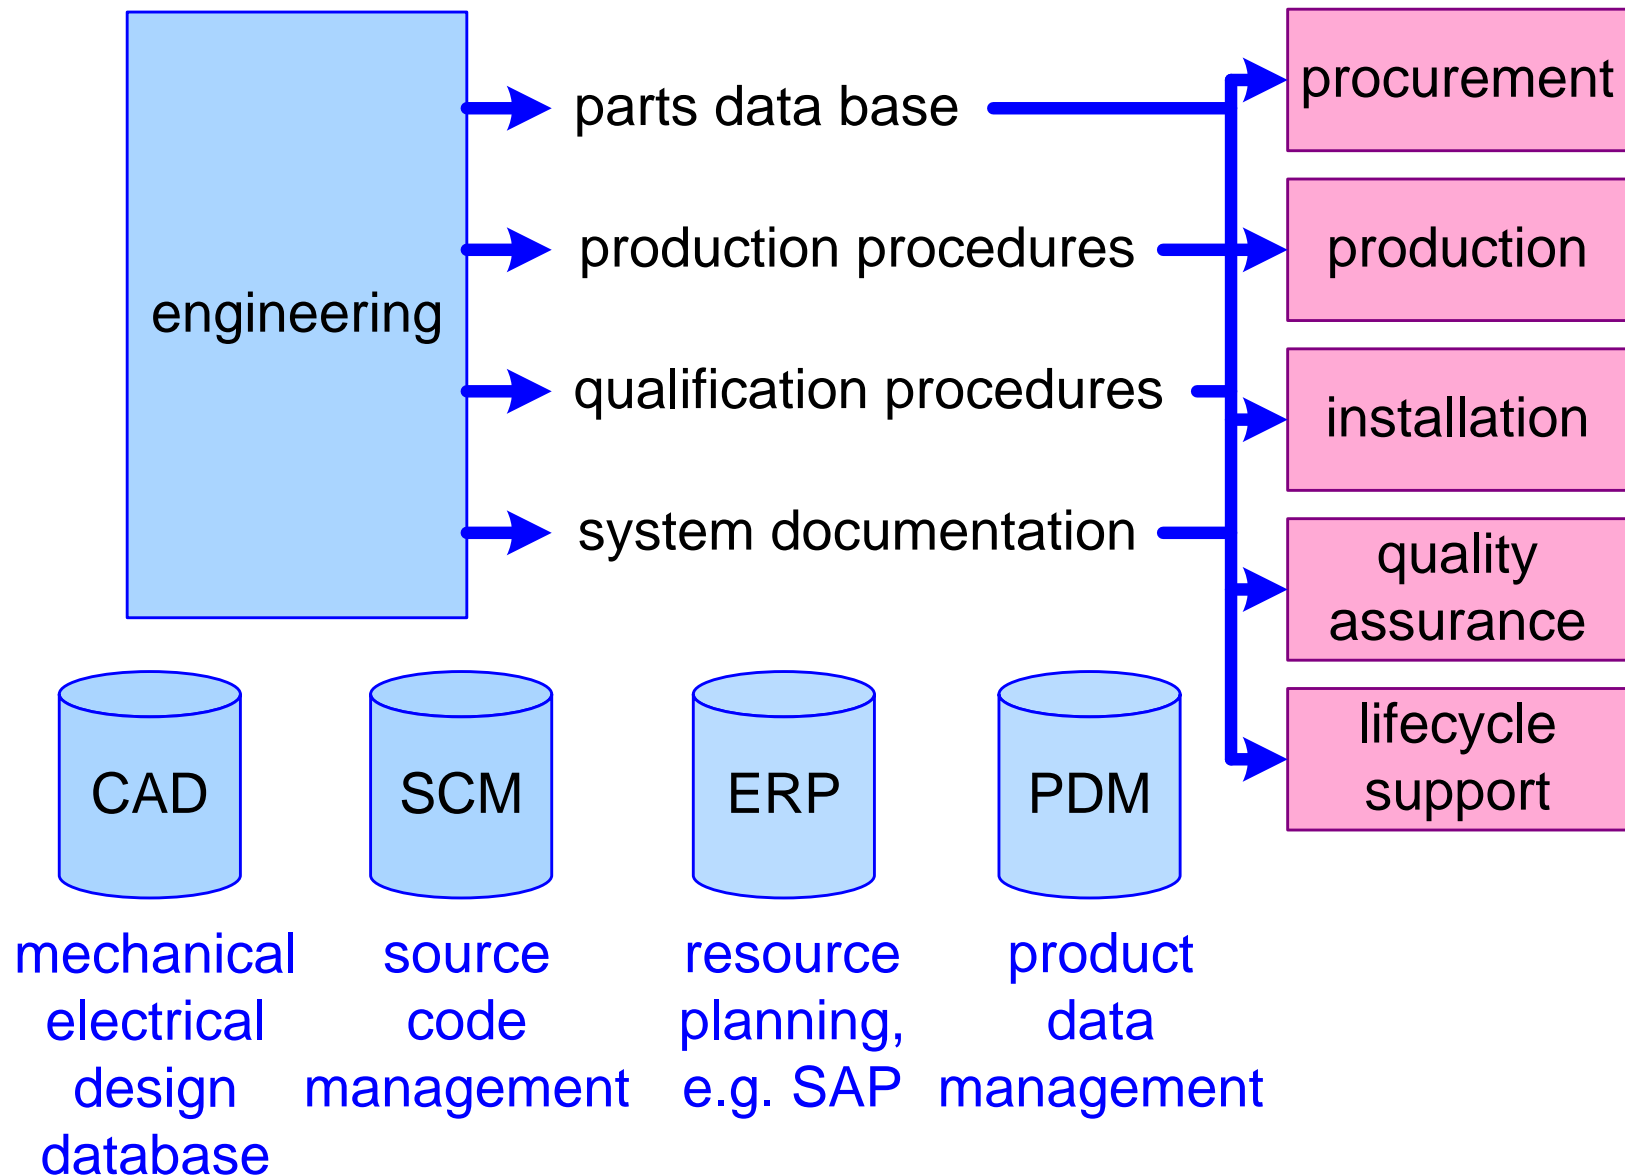 engineering
parts data base
production procedures
qualification procedures
system documentation
procurement
production
installation
quality
assurance
lifecycle
support
CAD
SCM
ERP
PDM
mechanical
electrical
design
database
source
code
management
resource
planning,
e.g. SAP
product
data
management